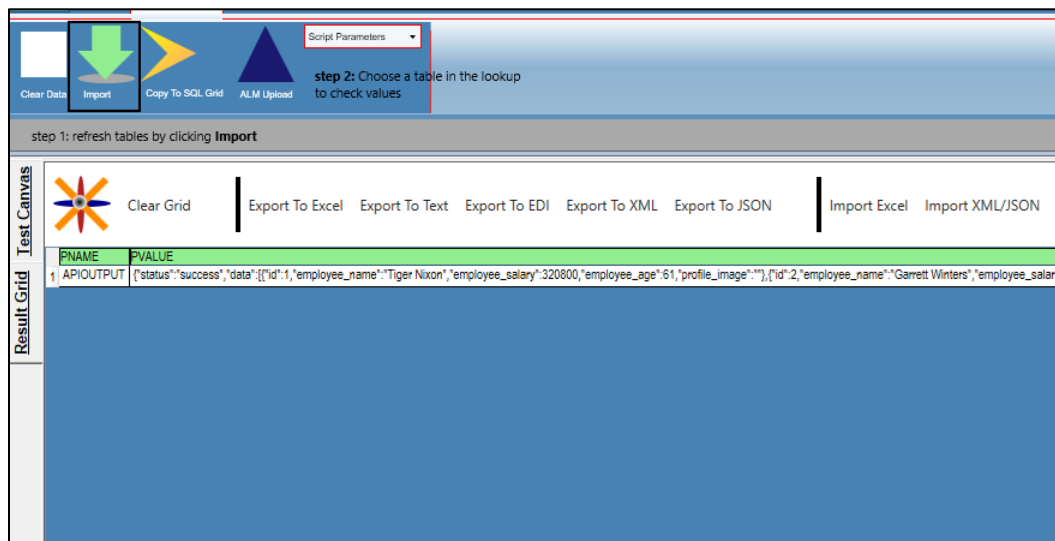 Script Parameters
step 2: Choose a table in the lookup
to check values
Clear Data Import Copy To SQL Grid ALM Upload
step 1: refresh tables by clicking Import
Test Canvas
Result Grid
Clear Grid Export To Excel Export To Text Export To EDI Export To XML Export To JSON Import Excel Import XML/JSON
PNAME PVALUE
1 APIOUTPUT {"status":"success","data":[{"id":1,"employee_name":"Tiger Nixon","employee_salary":320800,"employee_age":61,"profile_image":""},{"id":2,"employee_name":"Garrett Winters","employee_salar